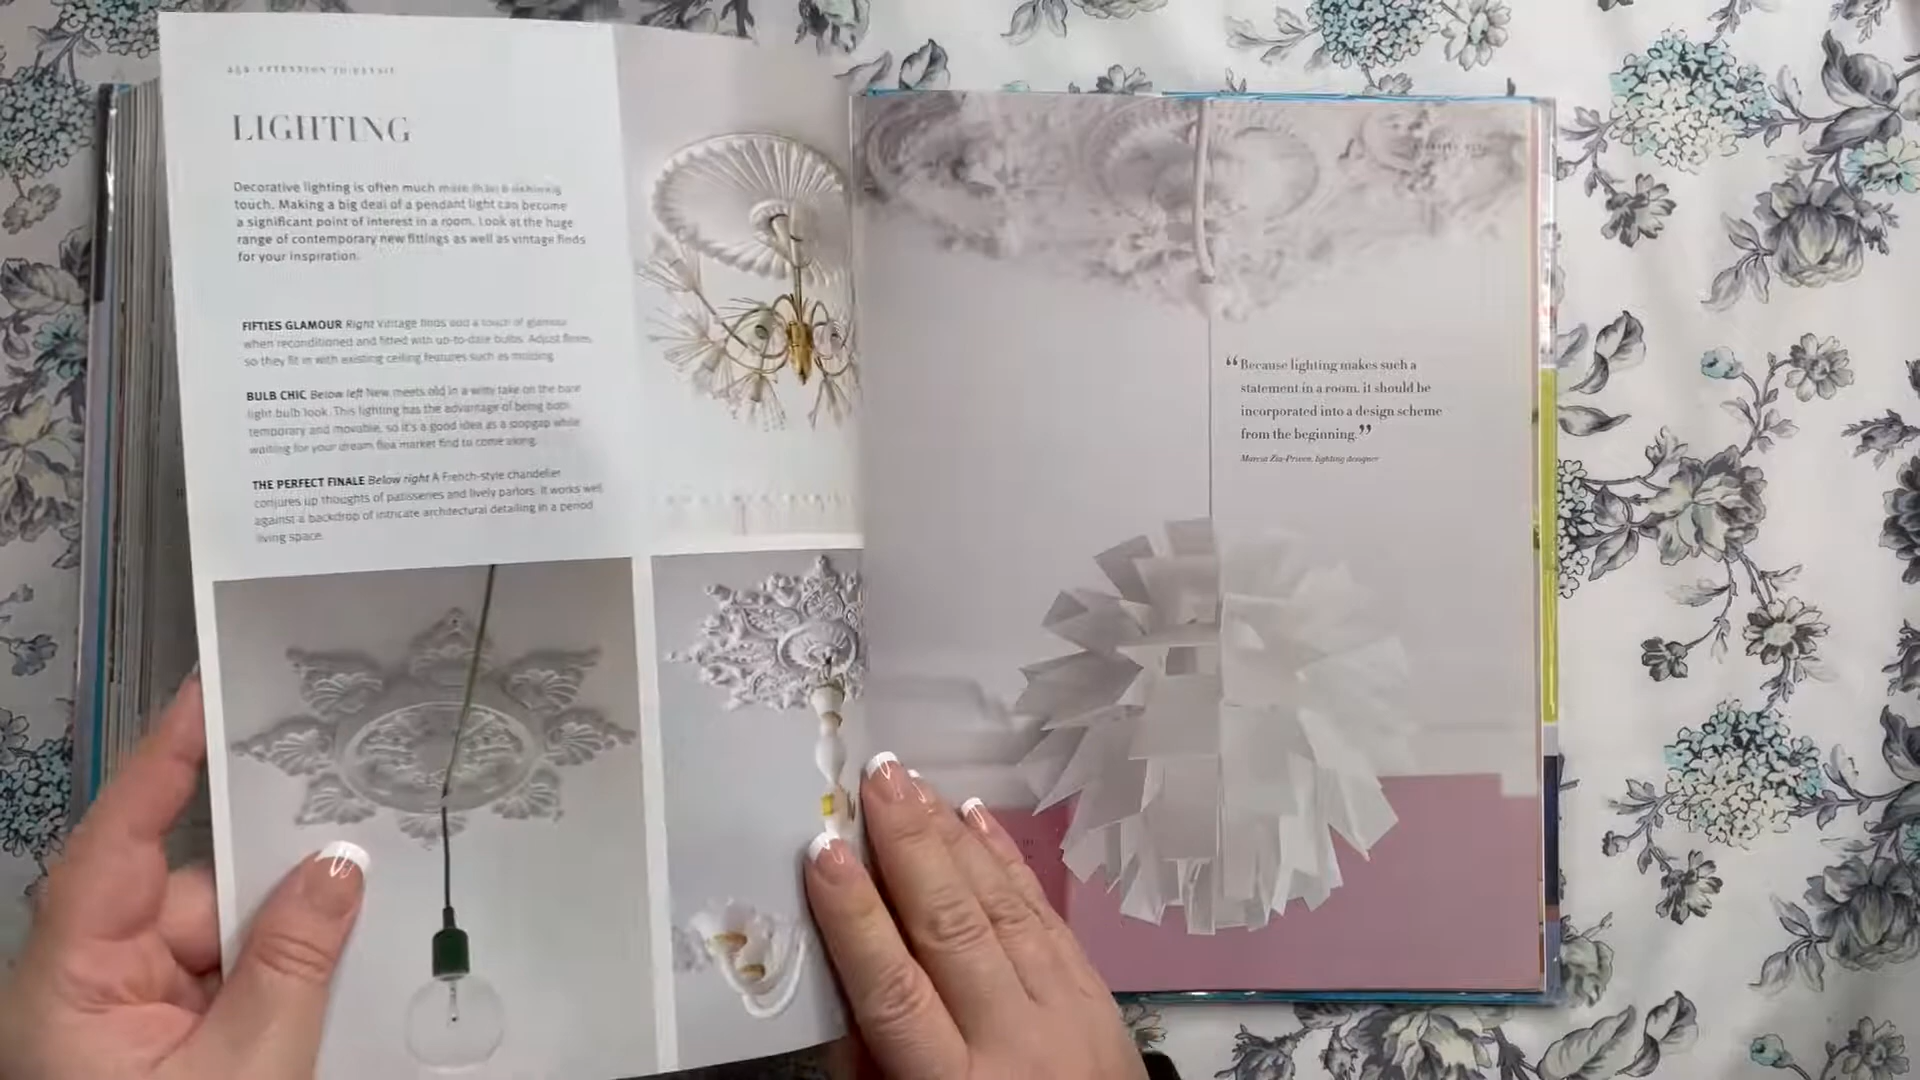 ATTENTION TO DETAIL
LIGHTING
Decorative lighting is often much more than a finishing
touch. Making a big deal of a pendant light can become
a significant point of interest in a room. Look at the huge
range of contemporary new fittings as well as vintage finds
for your inspiration.
FIFTIES GLAMOUR Right Vintage finds add a touch of glamour
when reconditioned and fitted with up-to-date bulbs. Adjust flexes
so they fit in with existing ceiling features such as molding.
BULB CHIC Below left New meets old in a witty take on the bare
light bulb look. This lighting has the advantage of being both
temporary and movable, so it's a good idea as a stopgap while
waiting for your dream flea market find to come along.
THE PERFECT FINALE Below right A French-style chandelier
conjures up thoughts of patisseries and lively parlors. It works well
against a backdrop of intricate architectural detailing in a period
living space.
“Because lighting makes such a
statement in a room, it should be
incorporated into a design scheme
from the beginning.”
Marcia Zia-Priven, lighting designer